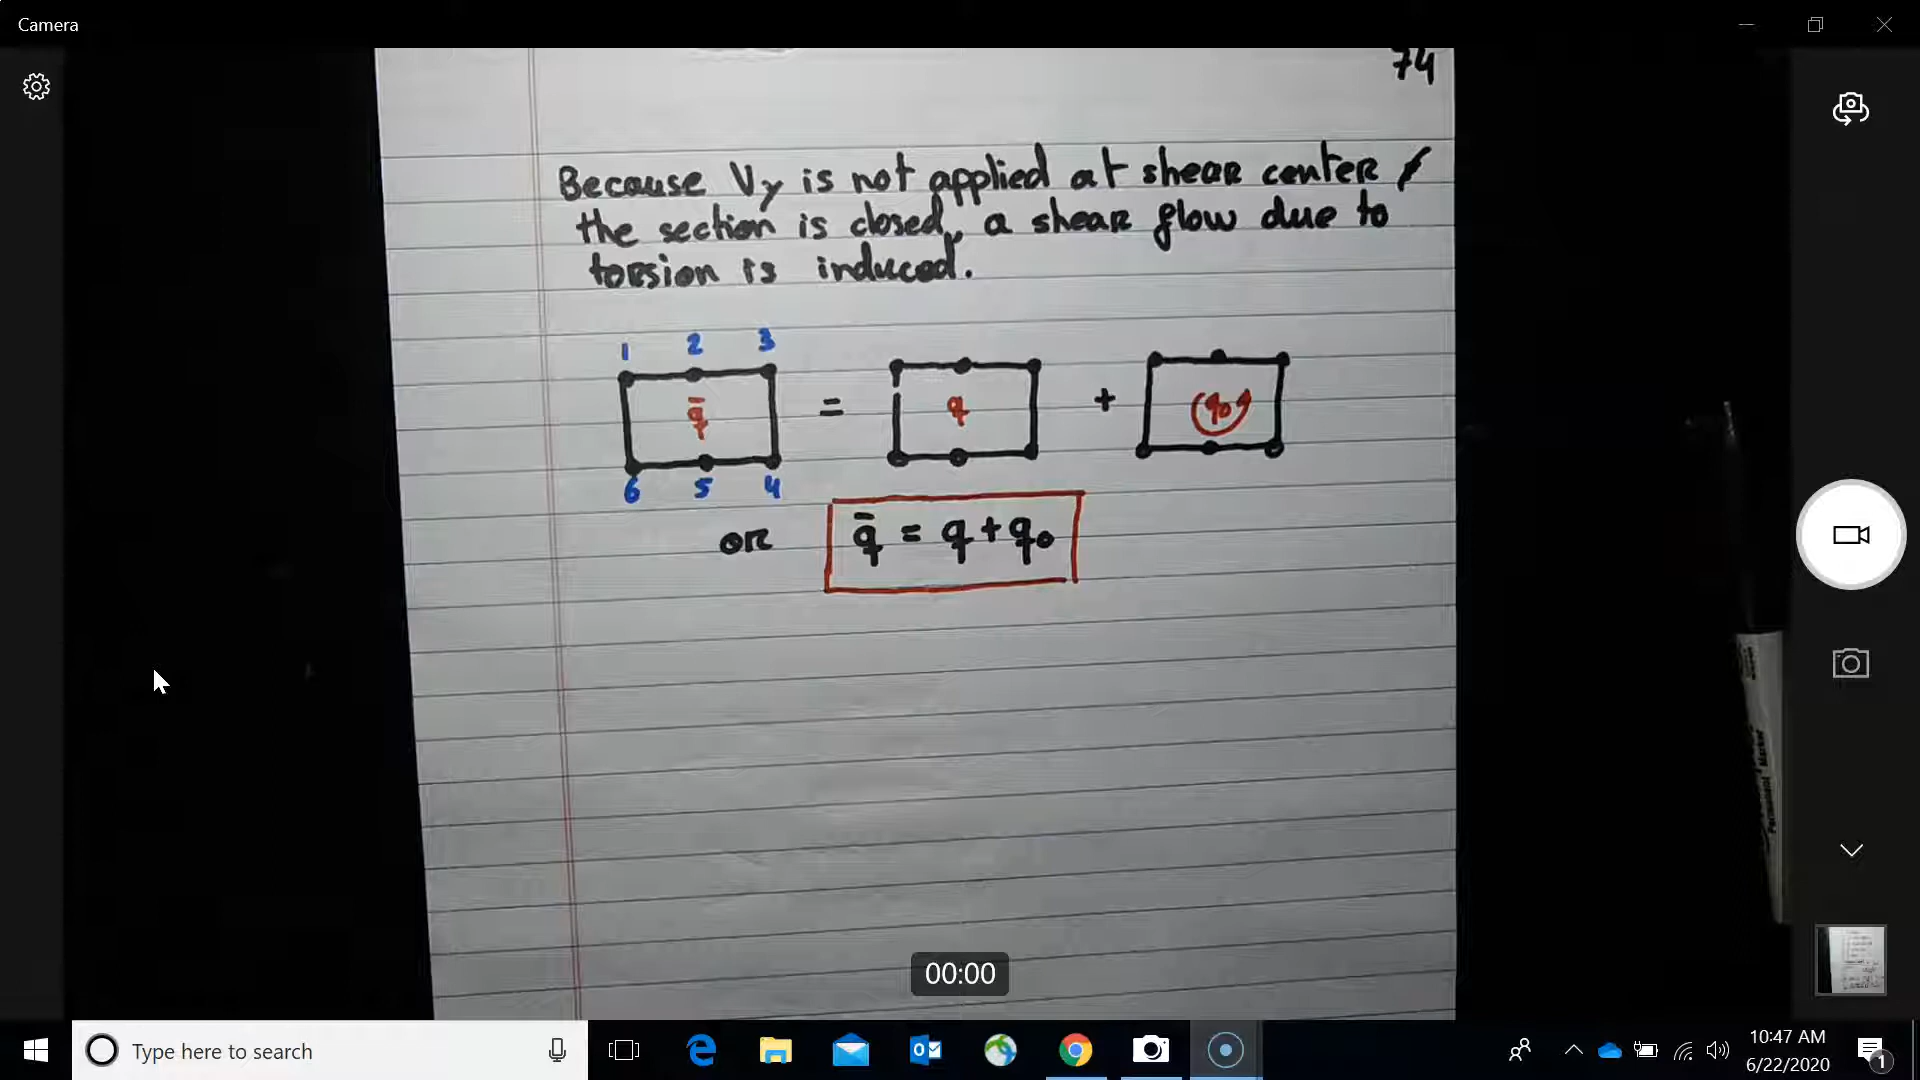 Camera
74
Because Vy is not applied at shear center /
the section is closed, a shear flow due to
torsion is induced.
1 2 3
q̄ = q + q0
6 5 4
or q̄ = q + q0
00:00
Type here to search
10:47 AM
6/22/2020
1